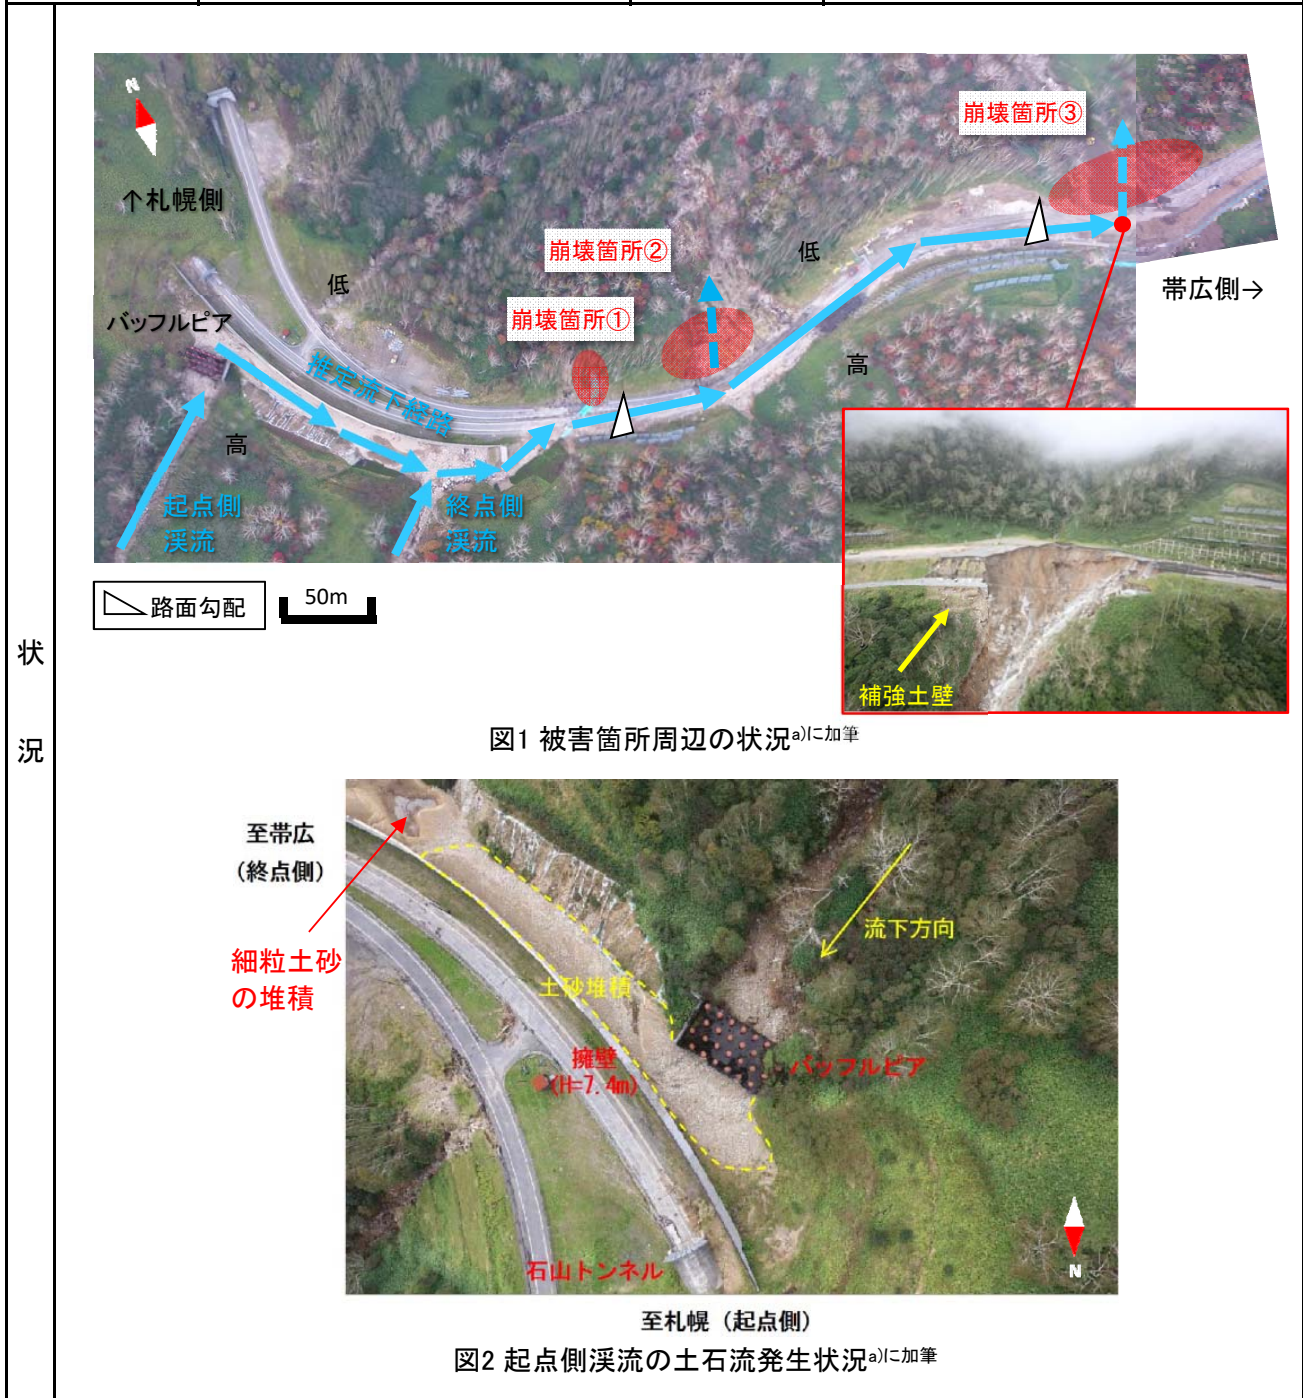 N
↑札幌側
バッフルピア
低
高
推定流下経路
起点側
渓流
終点側
渓流
崩壊箇所①
崩壊箇所②
崩壊箇所③
低
高
帯広側→
路面勾配
50m
補強土壁
状
況
図1 被害箇所周辺の状況a)に加筆
至帯広
(終点側)
細粒土砂
の堆積
土砂堆積
流下方向
擁壁
(H=7.4m)
バッフルピア
石山トンネル
N
至札幌（起点側）
図2 起点側渓流の土石流発生状況a)に加筆